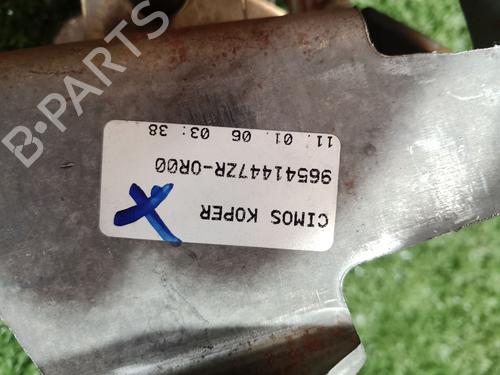 CIMOS KOPER
96541447ZR-0R00
11. 01. 06 03: 38
B-PARTS